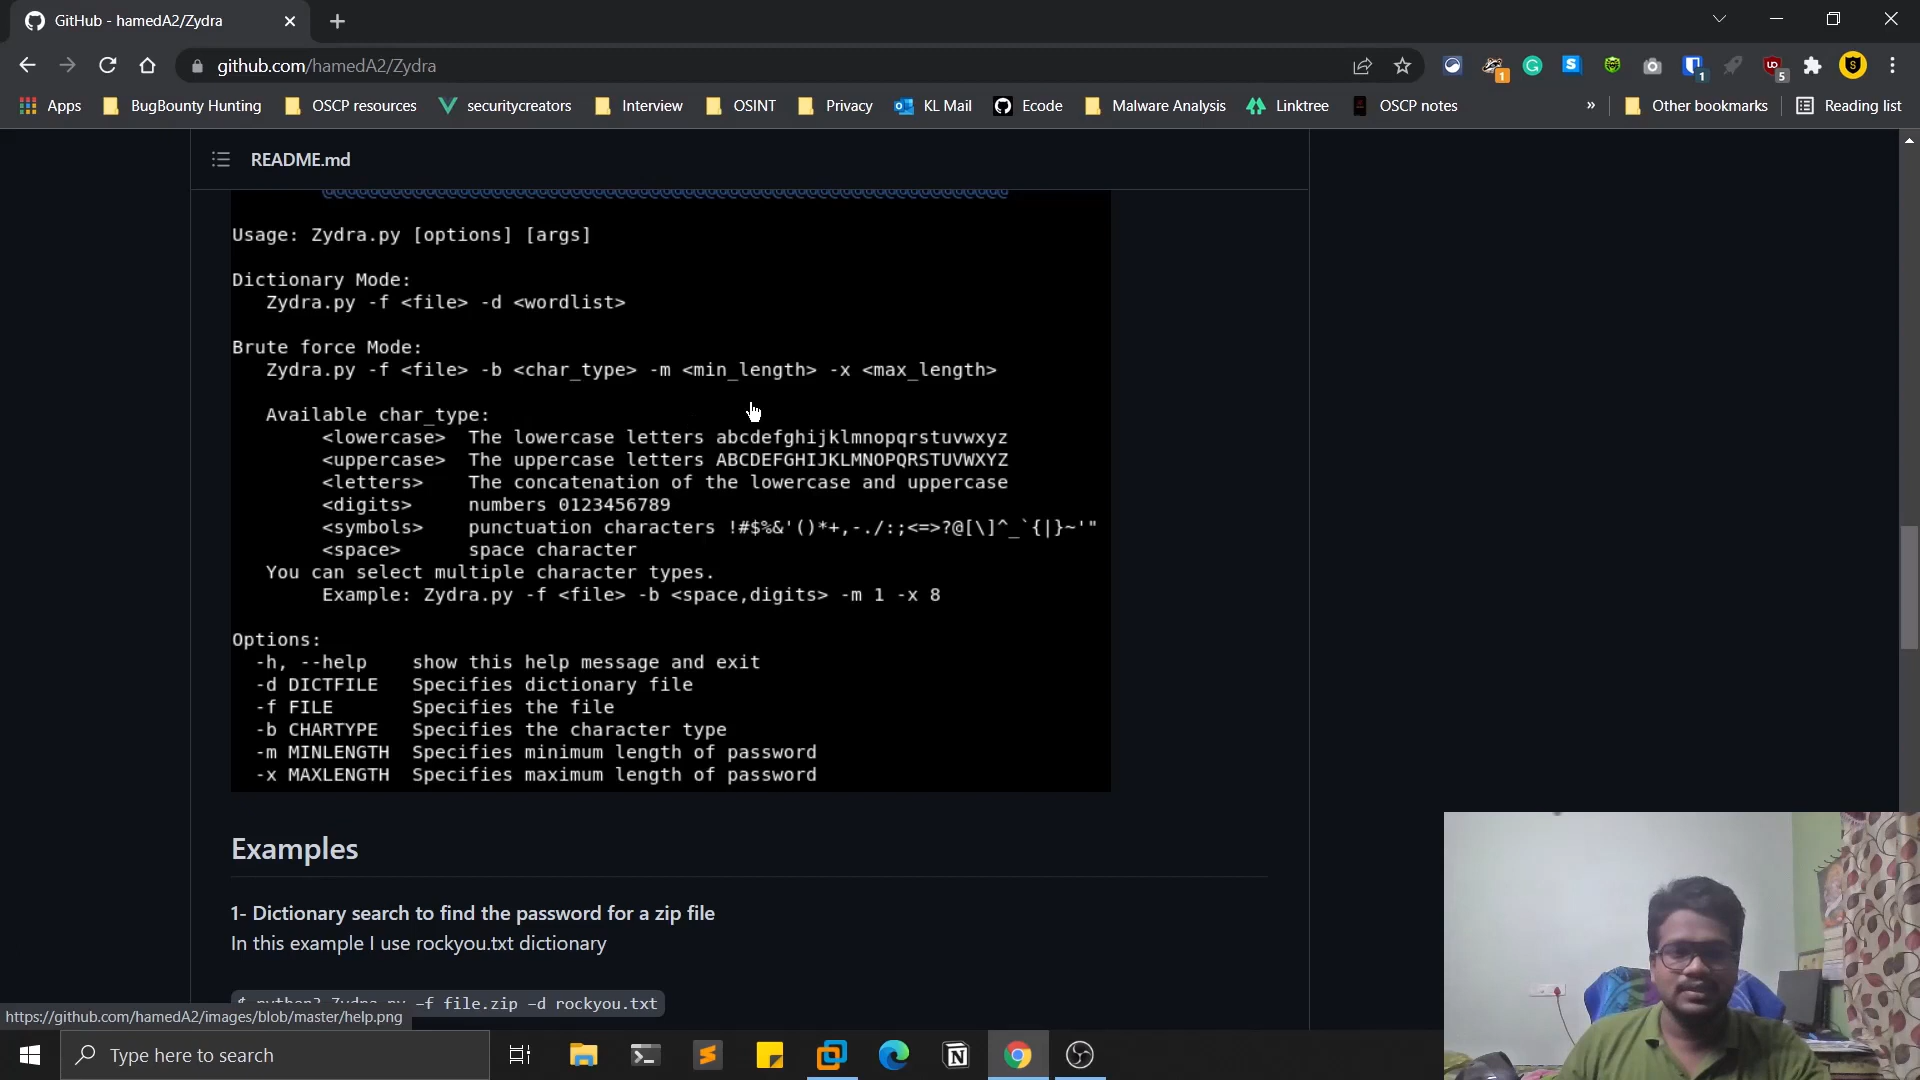 GitHub - hamedA2/Zydra
github.com/hamedA2/Zydra
1
1
5
Apps
BugBounty Hunting
OSCP resources
securitycreators
Interview
OSINT
Privacy
KL Mail
Ecode
Malware Analysis
Linktree
OSCP notes
»
Other bookmarks
Reading list
README.md
Usage: Zydra.py [options] [args]
Dictionary Mode:
Zydra.py -f <file> -d <wordlist>
Brute force Mode:
Zydra.py -f <file> -b <char_type> -m <min_length> -x <max_length>
Available char_type:
<lowercase> The lowercase letters abcdefghijklmnopqrstuvwxyz
<uppercase> The uppercase letters ABCDEFGHIJKLMNOPQRSTUVWXYZ
<letters> The concatenation of the lowercase and uppercase
<digits> numbers 0123456789
<symbols> punctuation characters !#$%&'()*+,-./:;<=>?@[\]^_`{|}~'"
<space> space character
You can select multiple character types.
Example: Zydra.py -f <file> -b <space,digits> -m 1 -x 8
Options:
-h, --help show this help message and exit
-d DICTFILE Specifies dictionary file
-f FILE Specifies the file
-b CHARTYPE Specifies the character type
-m MINLENGTH Specifies minimum length of password
-x MAXLENGTH Specifies maximum length of password
Examples
1- Dictionary search to find the password for a zip file
In this example I use rockyou.txt dictionary
$ python3 Zydra.py -f file.zip -d rockyou.txt
https://github.com/hamedA2/images/blob/master/help.png
Type here to search